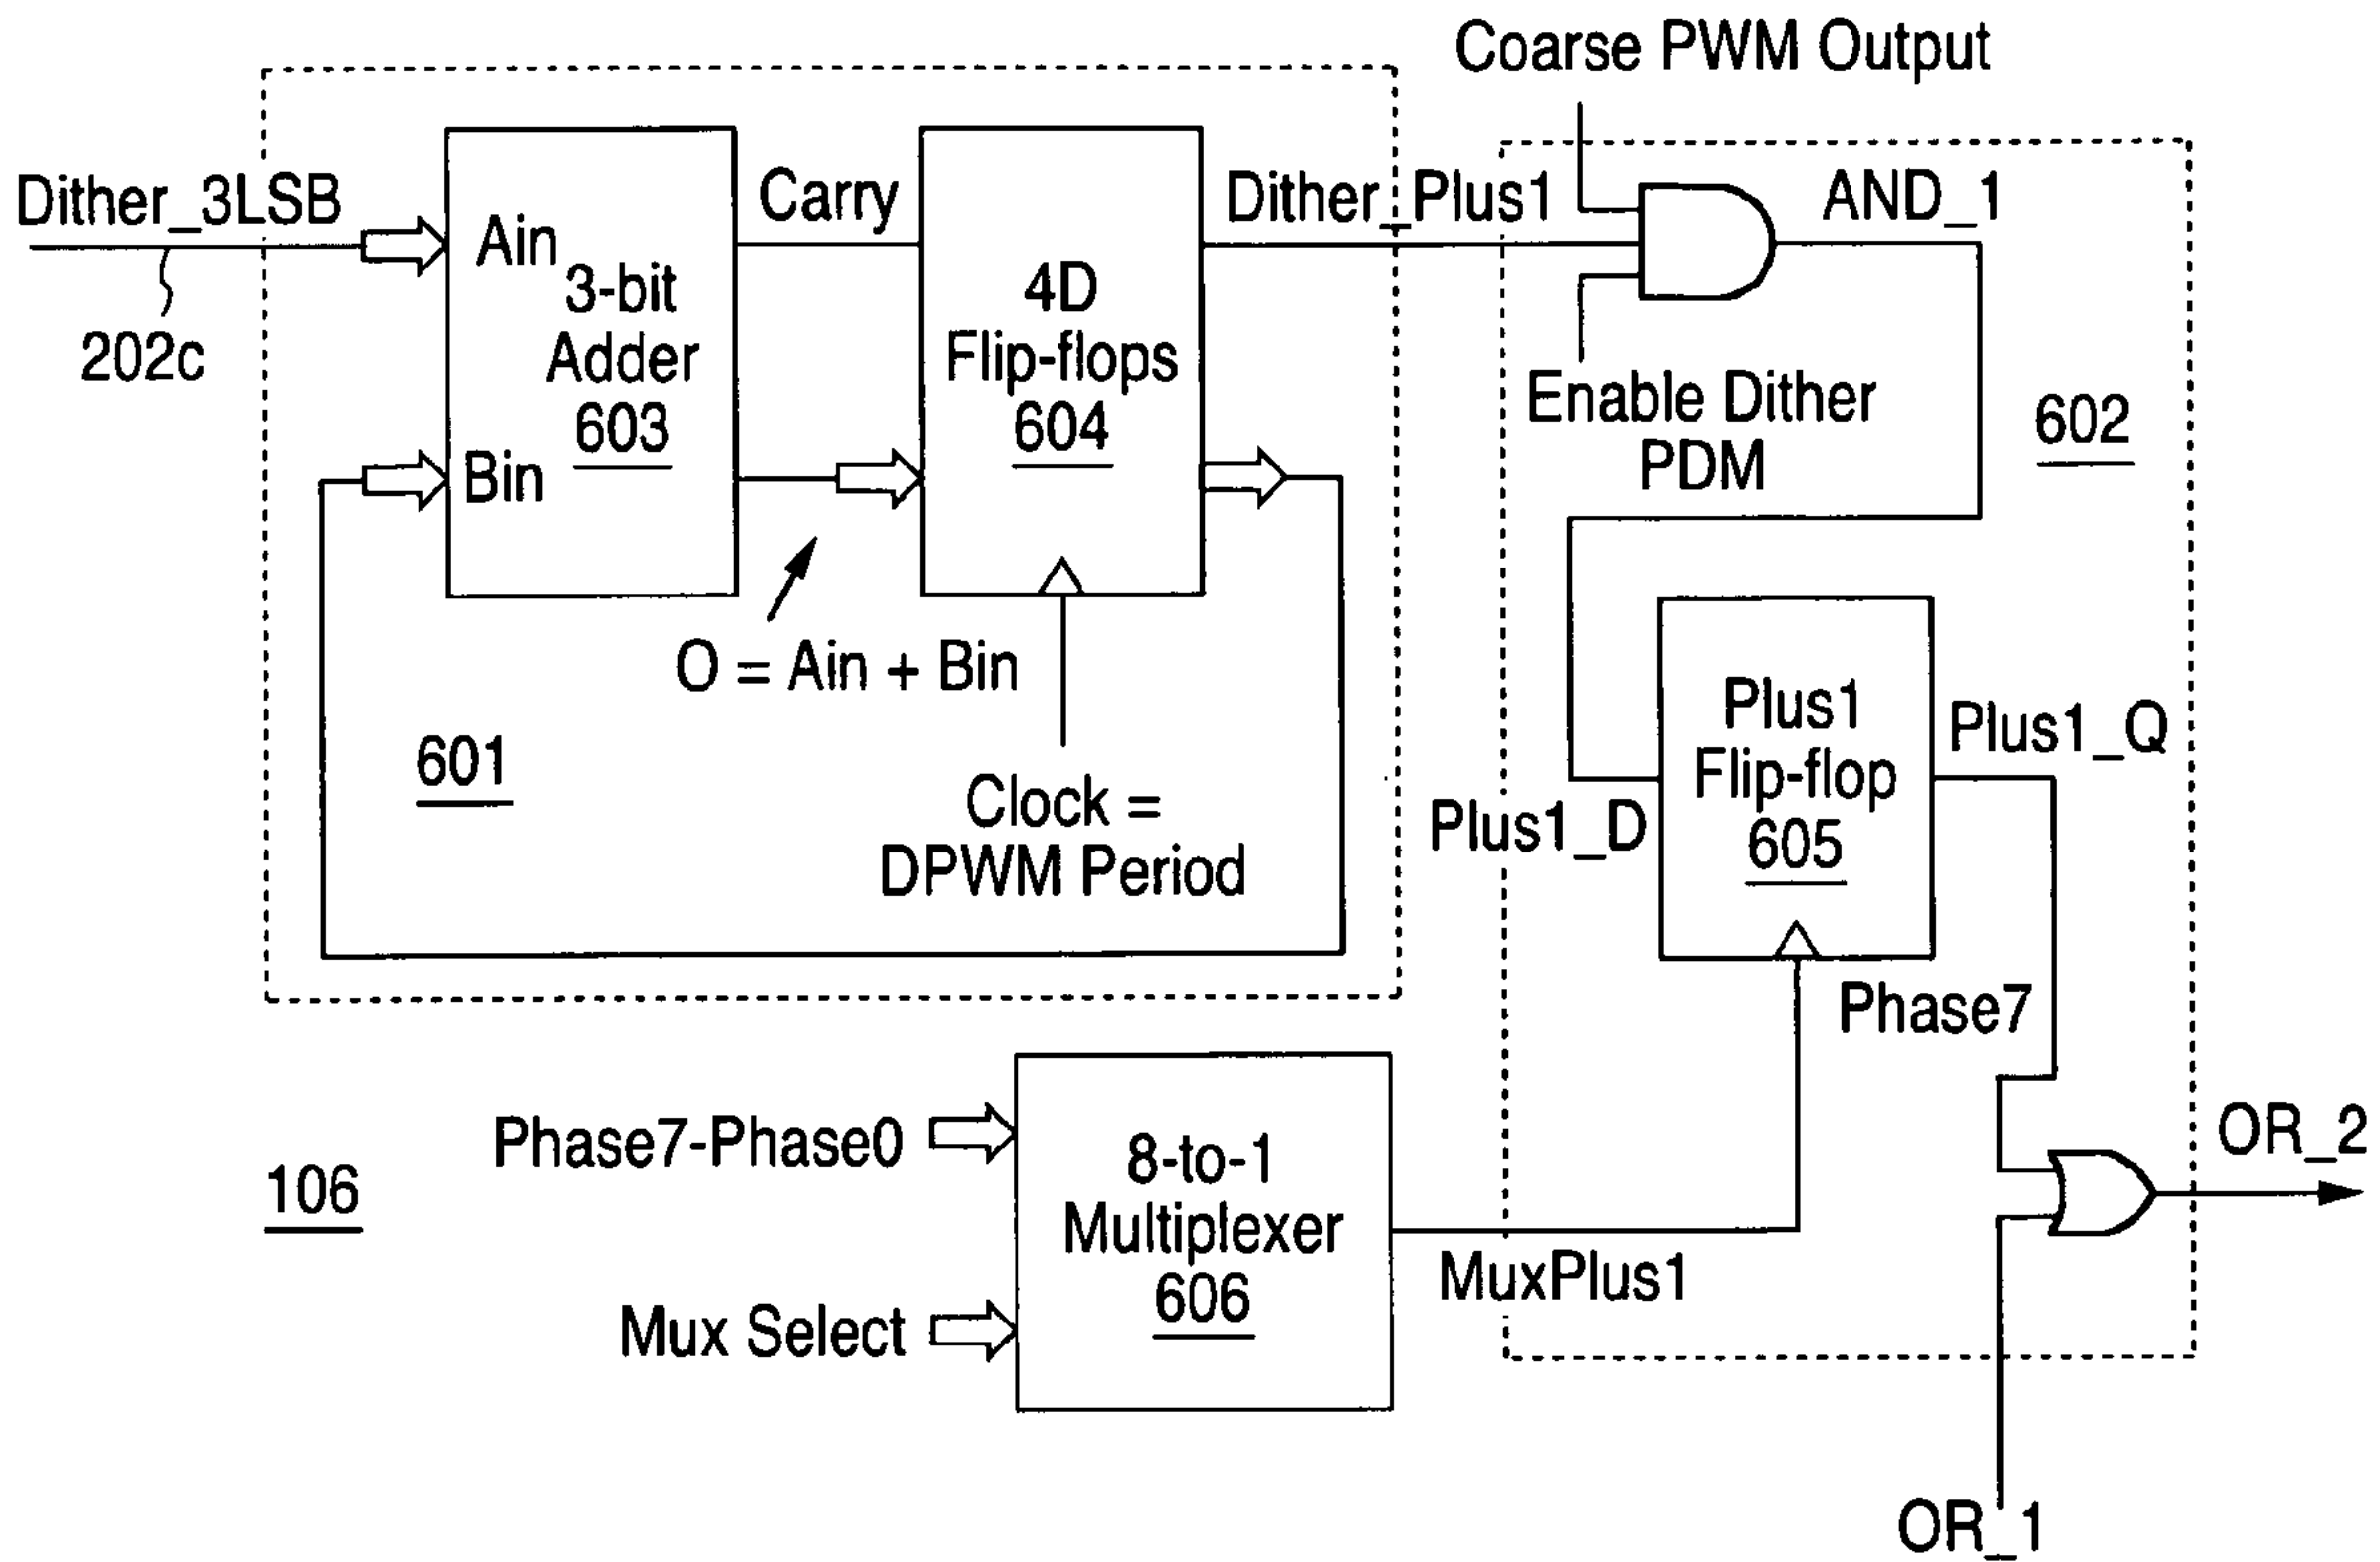 Coarse PWM Output
Dither_3LSB
202c
Ain
3-bit
Adder
603
Bin
Carry
4D
Flip-flops
604
Dither_Plus1
AND_1
Enable Dither
PDM
602
O = Ain + Bin
601
Clock =
DPWM Period
Plus1_D
Plus1
Flip-flop
605
Plus1_Q
Phase7
Phase7-Phase0
Mux Select
8-to-1
Multiplexer
606
MuxPlus1
106
OR_2
OR_1